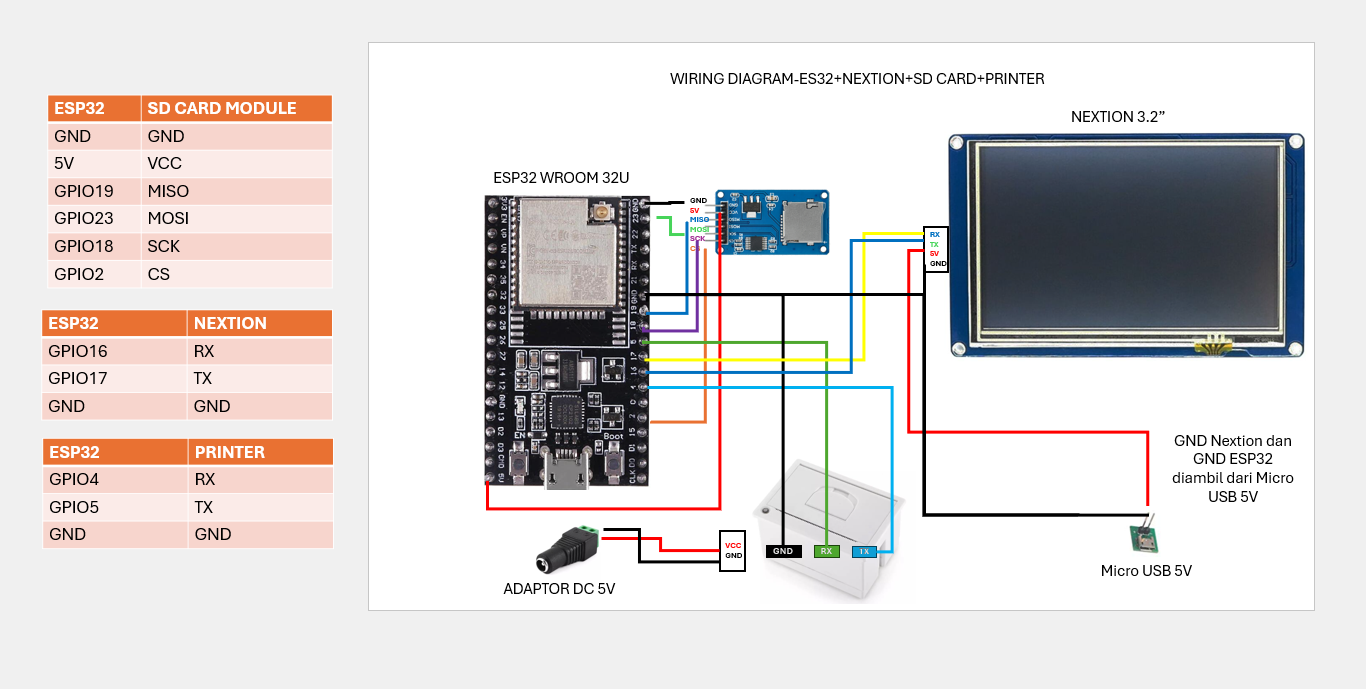 WIRING DIAGRAM-ES32+NEXTION+SD CARD+PRINTER
ESP32 SD CARD MODULE
GND GND
5V VCC
GPIO19 MISO
GPIO23 MOSI
GPIO18 SCK
GPIO2 CS
ESP32 NEXTION
GPIO16 RX
GPIO17 TX
GND GND
ESP32 PRINTER
GPIO4 RX
GPIO5 TX
GND GND
NEXTION 3.2”
ESP32 WROOM 32U
GND
5V
MISO
MOSI
SCK
CS
RX
TX
5V
GND
EN
Boot
GND Nextion dan
GND ESP32
diambil dari Micro
USB 5V
VCC
GND
GND
RX
TX
ADAPTOR DC 5V
Micro USB 5V